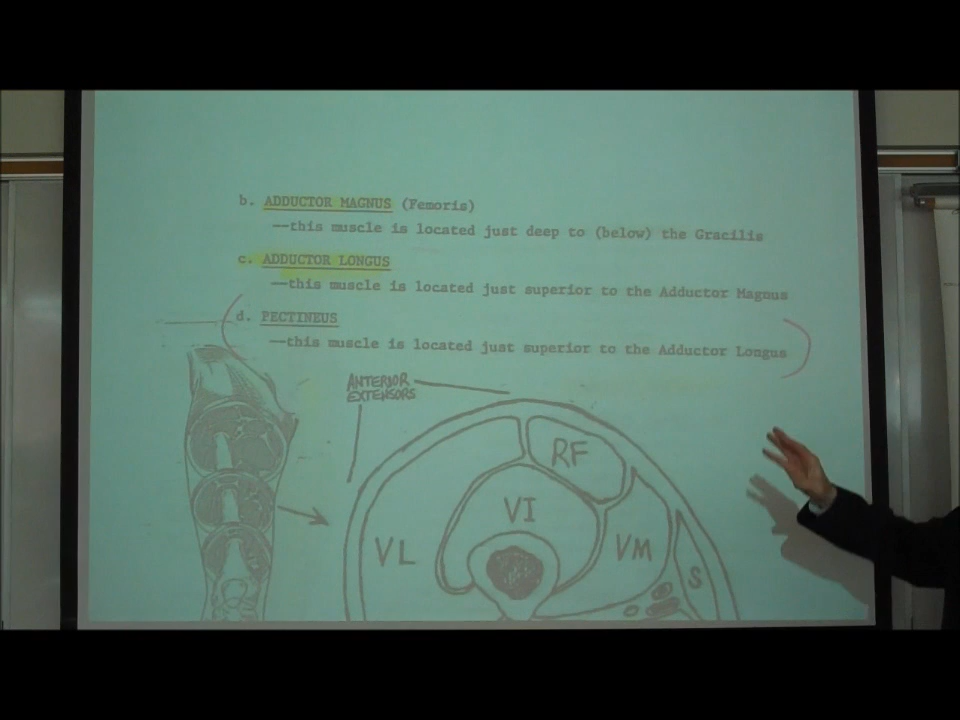 b. ADDUCTOR MAGNUS (Femoris)
—this muscle is located just deep to (below) the Gracilis
c. ADDUCTOR LONGUS
—this muscle is located just superior to the Adductor Magnus
d. PECTINEUS
—this muscle is located just superior to the Adductor Longus
ANTERIOR
EXTENSORS
RF
VI
VL
VM
S